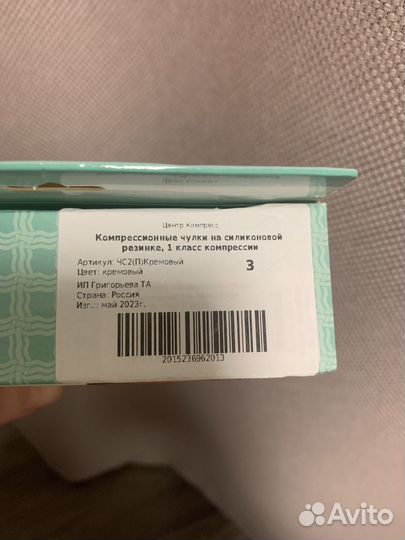 Центр Компресс
Компрессионные чулки на силиконовой
резинке, 1 класс компрессии
Артикул: ЧС2(П)Кремовый
Цвет: кремовый
3
ИП Григорьева ТА
Страна: Россия
Изг.: май 2023г.
2015236962013
Avito